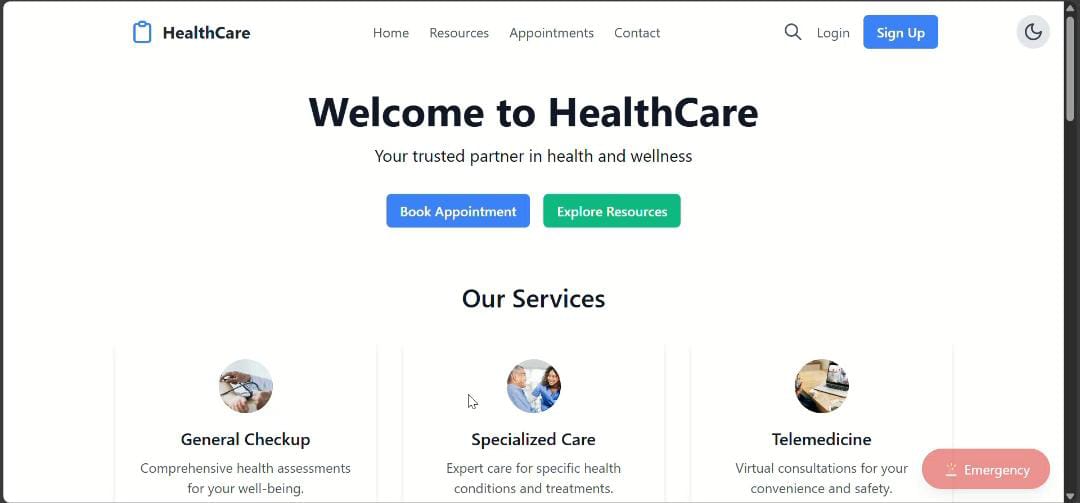 HealthCare
Home Resources Appointments Contact
Login
Sign Up
Welcome to HealthCare
Your trusted partner in health and wellness
Book Appointment
Explore Resources
Our Services
General Checkup
Comprehensive health assessments
for your well-being.
Specialized Care
Expert care for specific health
conditions and treatments.
Telemedicine
Virtual consultations for your
convenience and safety.
Emergency